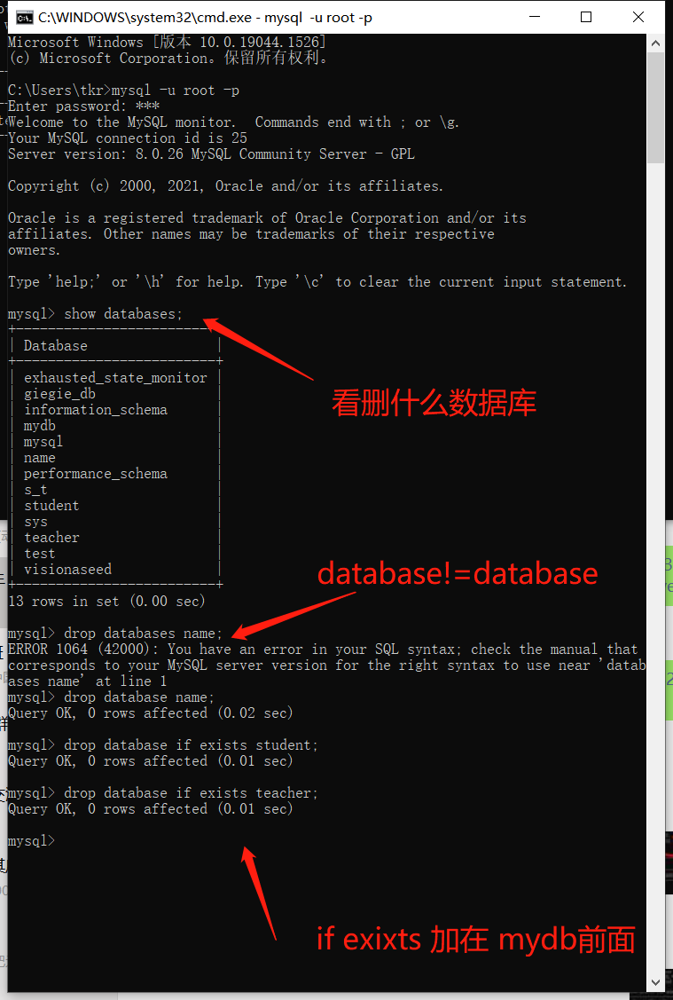 C:\WINDOWS\system32\cmd.exe - mysql  -u root -p
Microsoft Windows [版本 10.0.19044.1526]
(c) Microsoft Corporation。保留所有权利。
C:\Users\tkr>mysql -u root -p
Enter password: ***
Welcome to the MySQL monitor.  Commands end with ; or \g.
Your MySQL connection id is 25
Server version: 8.0.26 MySQL Community Server - GPL
Copyright (c) 2000, 2021, Oracle and/or its affiliates.
Oracle is a registered trademark of Oracle Corporation and/or its
affiliates. Other names may be trademarks of their respective
owners.
Type 'help;' or '\h' for help. Type '\c' to clear the current input statement.
mysql> show databases;
+-------------------------+
| Database                |
+-------------------------+
| exhausted_state_monitor |
| giegie_db               |
| information_schema      |
| mydb                    |
| mysql                   |
| name                    |
| performance_schema      |
| s_t                     |
| student                 |
| sys                     |
| teacher                 |
| test                    |
| visionaseed             |
+-------------------------+
看删什么数据库
database!=database
13 rows in set (0.00 sec)
mysql> drop databases name;
ERROR 1064 (42000): You have an error in your SQL syntax; check the manual that
corresponds to your MySQL server version for the right syntax to use near 'datab
ases name' at line 1
mysql> drop database name;
Query OK, 0 rows affected (0.02 sec)
mysql> drop database if exists student;
Query OK, 0 rows affected (0.01 sec)
mysql> drop database if exists teacher;
Query OK, 0 rows affected (0.01 sec)
mysql>
if exixts 加在 mydb前面